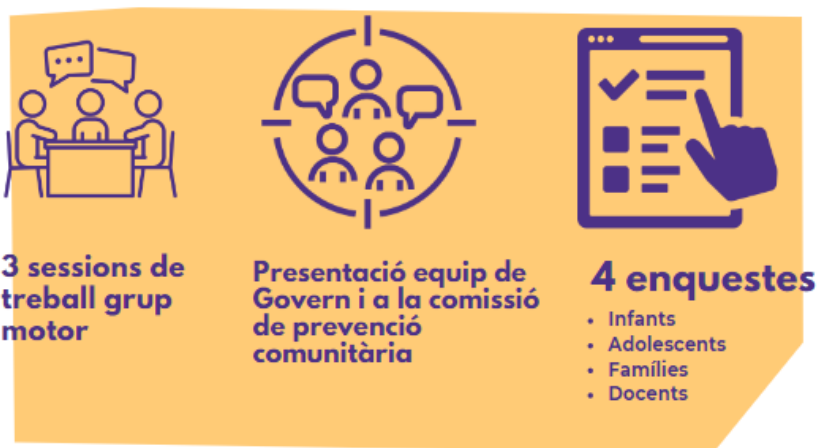 3 sessions de
treball grup
motor
Presentació equip de
Govern i a la comissió
de prevenció
comunitària
4 enquestes
• Infants
• Adolescents
• Famílies
• Docents